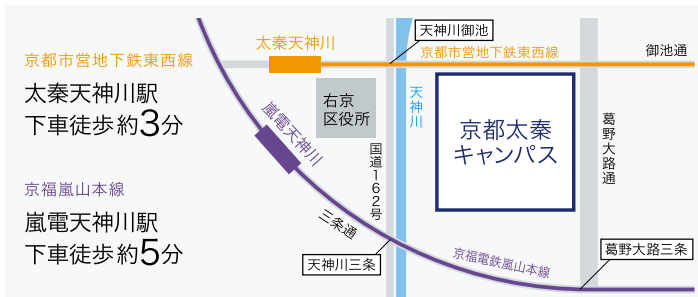 京都市営地下鉄東西線
太秦天神川駅
下車徒歩約3分
京福嵐山本線
嵐電天神川駅
下車徒歩約5分
太秦天神川
天神川御池
京都市営地下鉄東西線
御池通
嵐電天神川
右京
区役所
天神川
国道162号
京都太秦
キャンパス
葛野大路通
三条通
天神川三条
京福電鉄嵐山本線
葛野大路三条